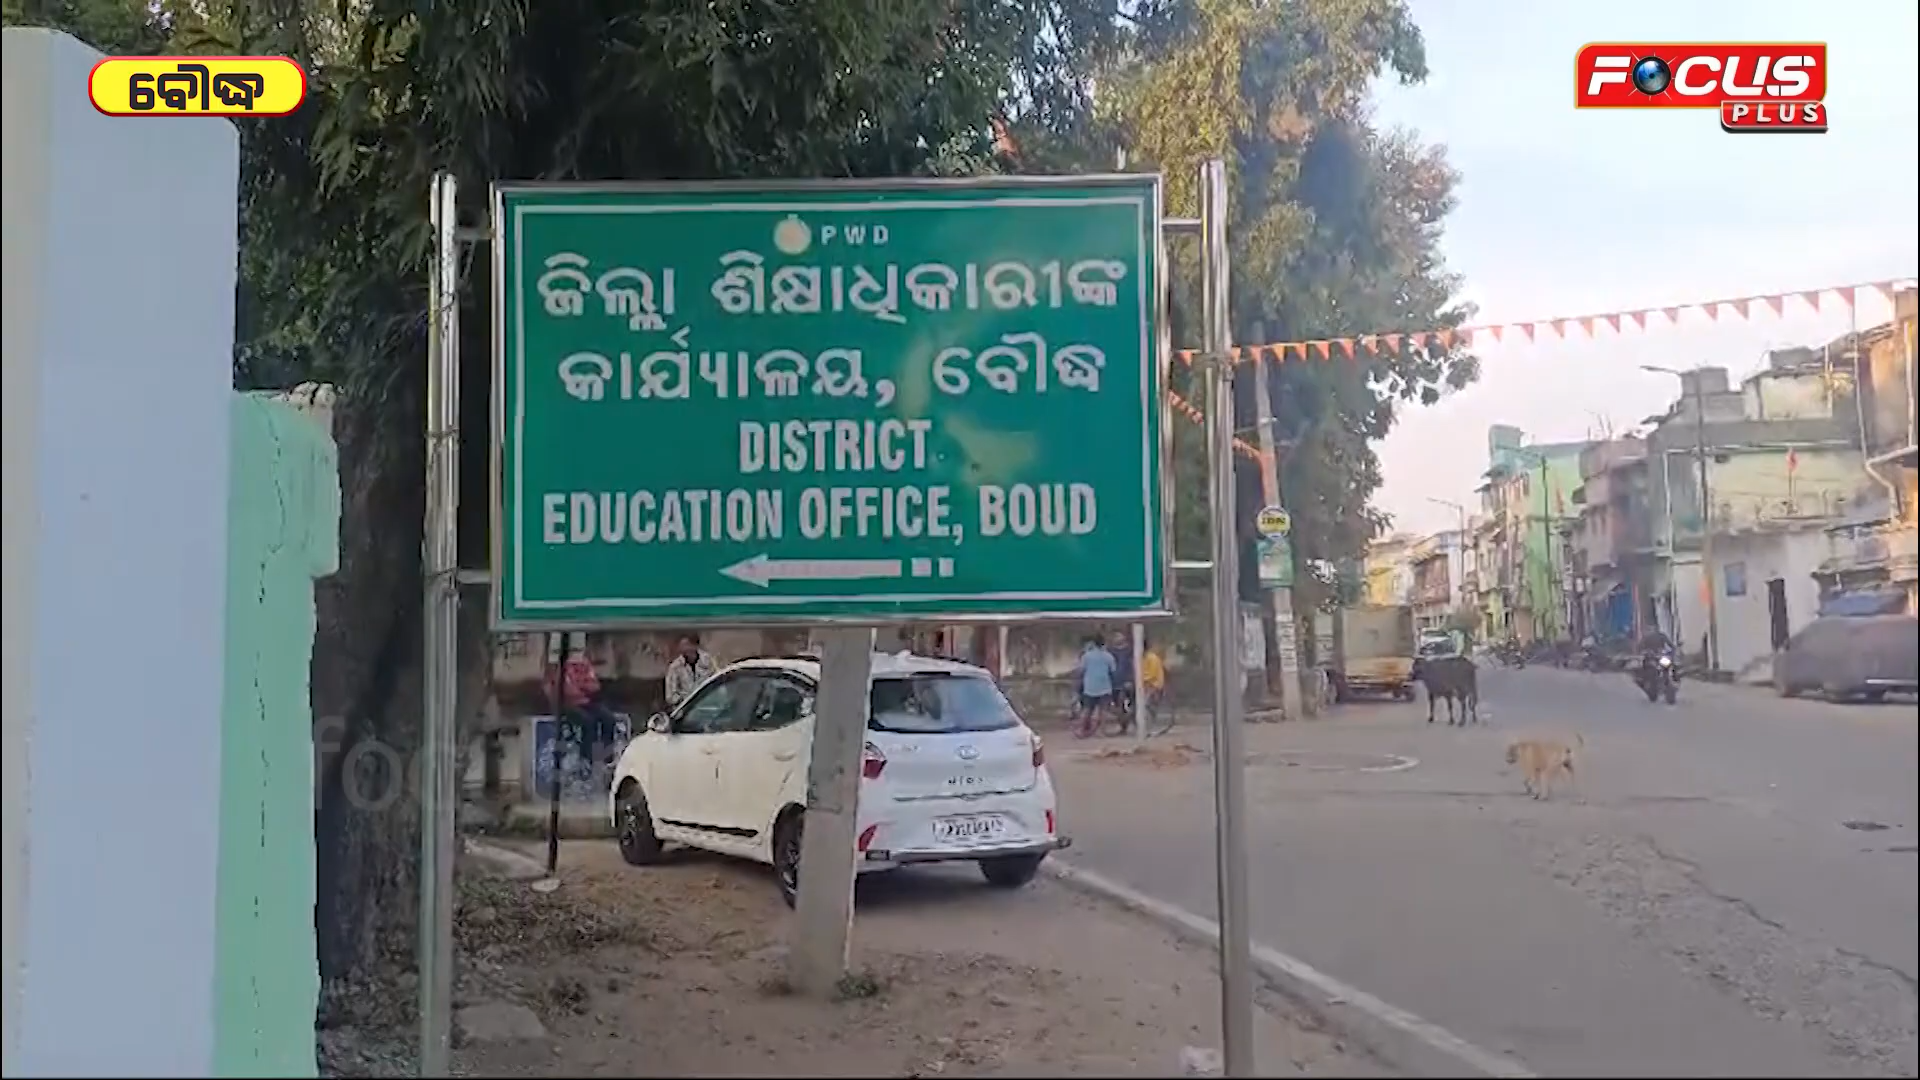 ବୌଦ୍ଧ
FOCUS
PLUS
PWD
ଜିଲ୍ଲା ଶିକ୍ଷାଧିକାରୀଙ୍କ
କାର୍ଯ୍ୟାଳୟ, ବୌଦ୍ଧ
DISTRICT
EDUCATION OFFICE, BOUD